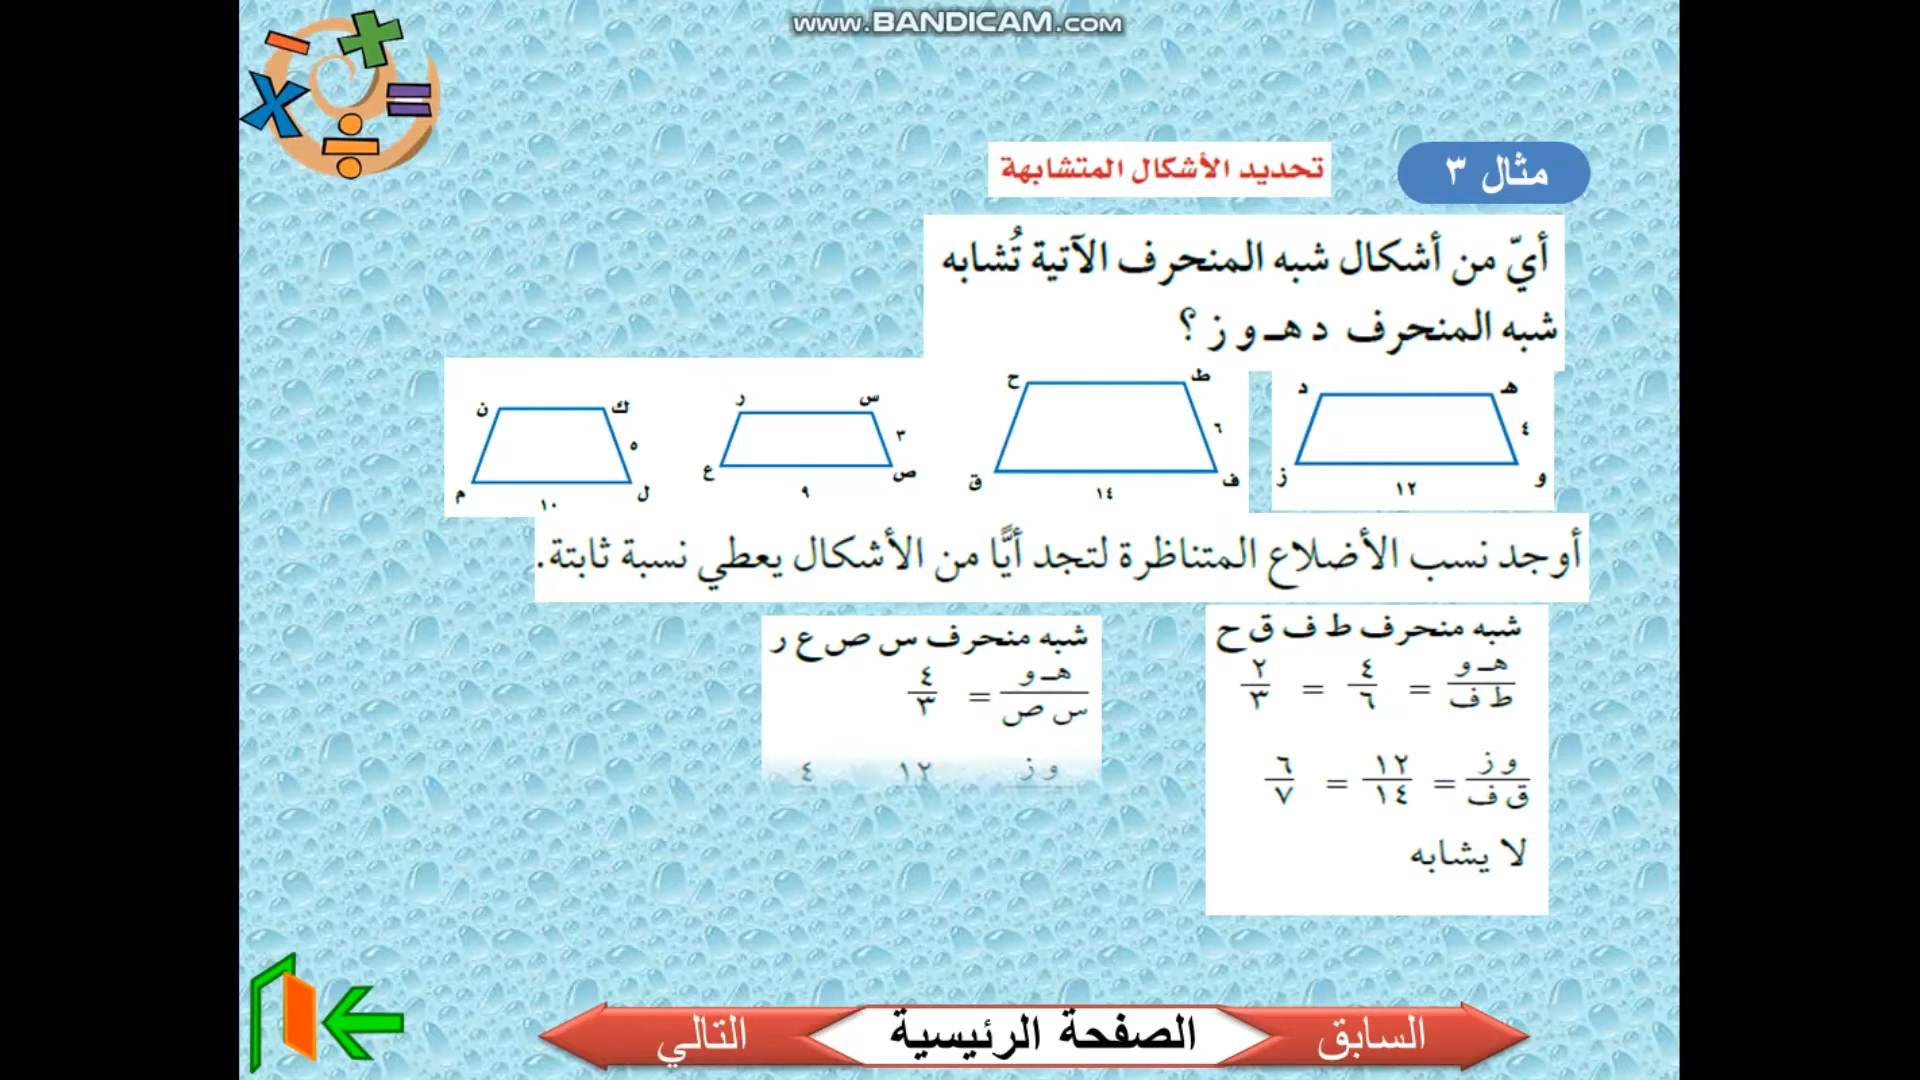 www.BANDICAM.com
مثال ٣
تحديد الأشكال المتشابهة
أيّ من أشكال شبه المنحرف الآتية تُشابه
شبه المنحرف د هـ و ز ؟
د هـ ٤ و ١٢ ز
ح ط ٦ ف ١٤ ق
ر س ٣ ص ٩ ع
ن ك ٥ ل ١٠ م
أوجد نسب الأضلاع المتناظرة لتجد أيًّا من الأشكال يعطي نسبة ثابتة.
شبه منحرف ط ف ق ح
هـ و / ط ف = ٤ / ٦ = ٢ / ٣
و ز / ق ف = ١٢ / ١٤ = ٦ / ٧
لا يشابه
شبه منحرف س ص ع ر
هـ و / س ص = ٤ / ٣
و ز ١٢ ٤
السابق
الصفحة الرئيسية
التالي